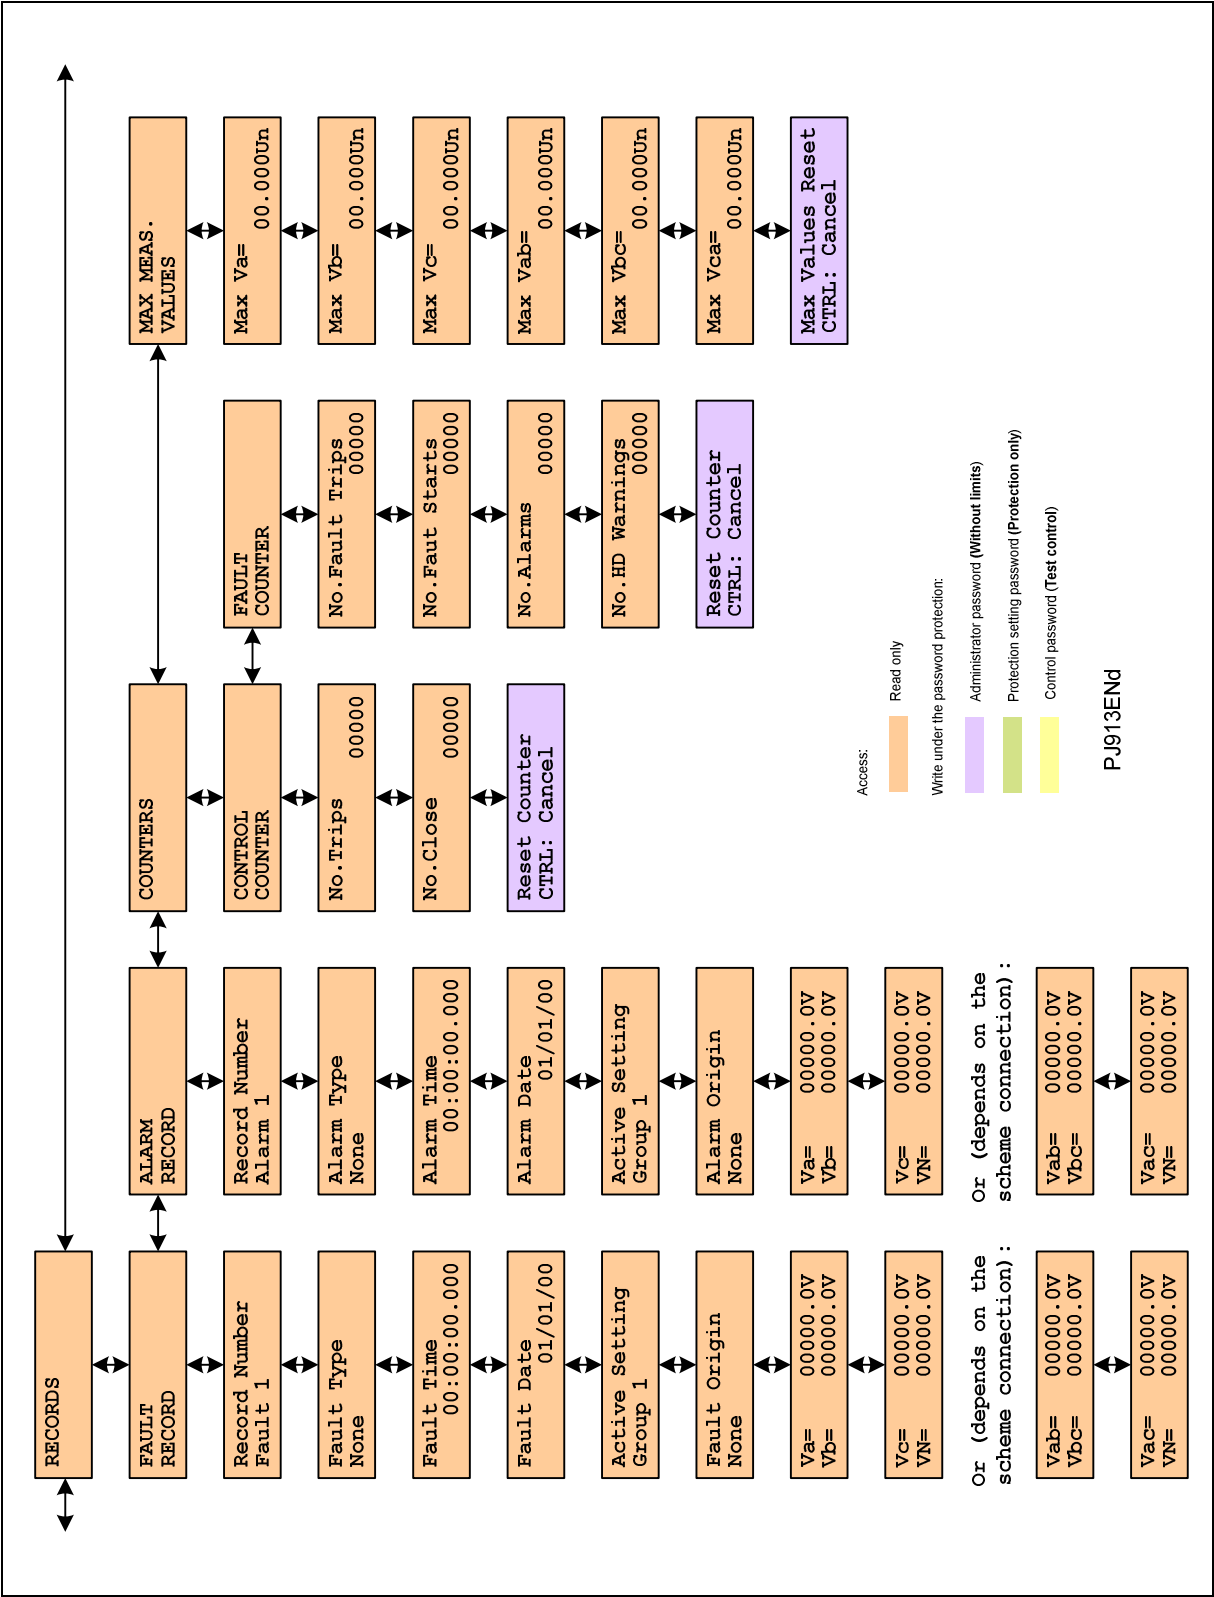 RECORDS
FAULT
RECORD
Record Number
Fault 1
Fault Type
None
Fault Time
00:00:00.000
Fault Date
01/01/00
Active Setting
Group 1
Fault Origin
None
Va= 00000.0V
Vb= 00000.0V
Vc= 00000.0V
VN= 00000.0V
Or (depends on the
scheme connection):
Vab= 00000.0V
Vbc= 00000.0V
Vac= 00000.0V
VN= 00000.0V
ALARM
RECORD
Record Number
Alarm 1
Alarm Type
None
Alarm Time
00:00:00.000
Alarm Date
01/01/00
Active Setting
Group 1
Alarm Origin
None
Va= 00000.0V
Vb= 00000.0V
Vc= 00000.0V
VN= 00000.0V
Or (depends on the
scheme connection):
Vab= 00000.0V
Vbc= 00000.0V
Vac= 00000.0V
VN= 00000.0V
COUNTERS
CONTROL
COUNTER
No.Trips
00000
No.Close
00000
Reset Counter
CTRL: Cancel
FAULT
COUNTER
No.Fault Trips
00000
No.Faut Starts
00000
No.Alarms
00000
No.HD Warnings
00000
Reset Counter
CTRL: Cancel
MAX MEAS.
VALUES
Max Va=
00.000Un
Max Vb=
00.000Un
Max Vc=
00.000Un
Max Vab=
00.000Un
Max Vbc=
00.000Un
Max Vca=
00.000Un
Max Values Reset
CTRL: Cancel
Access:
Read only
Write under the password protection:
Administrator password (Without limits)
Protection setting password (Protection only)
Control password (Test control)
PJ913ENd